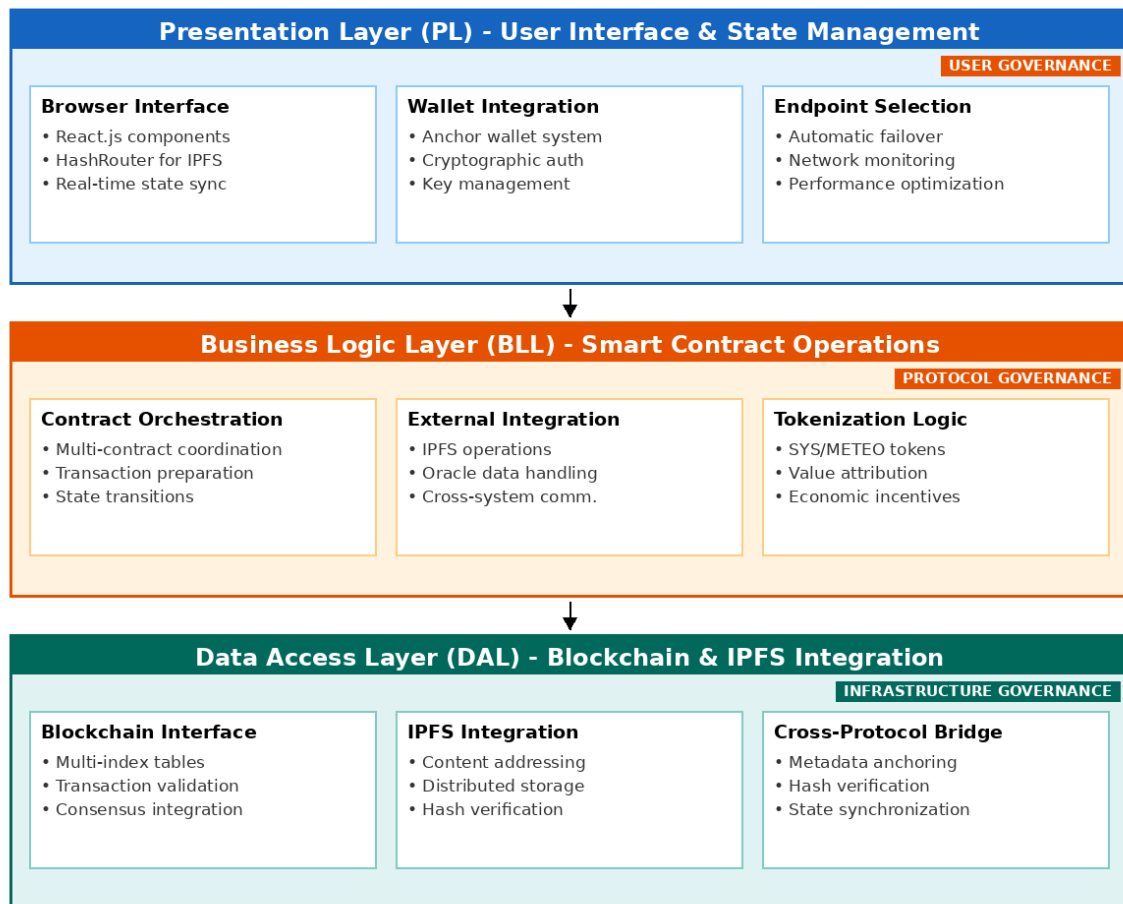 Presentation Layer (PL) - User Interface & State Management
USER GOVERNANCE
Browser Interface
• React.js components
• HashRouter for IPFS
• Real-time state sync
Wallet Integration
• Anchor wallet system
• Cryptographic auth
• Key management
Endpoint Selection
• Automatic failover
• Network monitoring
• Performance optimization
Business Logic Layer (BLL) - Smart Contract Operations
PROTOCOL GOVERNANCE
Contract Orchestration
• Multi-contract coordination
• Transaction preparation
• State transitions
External Integration
• IPFS operations
• Oracle data handling
• Cross-system comm.
Tokenization Logic
• SYS/METEO tokens
• Value attribution
• Economic incentives
Data Access Layer (DAL) - Blockchain & IPFS Integration
INFRASTRUCTURE GOVERNANCE
Blockchain Interface
• Multi-index tables
• Transaction validation
• Consensus integration
IPFS Integration
• Content addressing
• Distributed storage
• Hash verification
Cross-Protocol Bridge
• Metadata anchoring
• Hash verification
• State synchronization